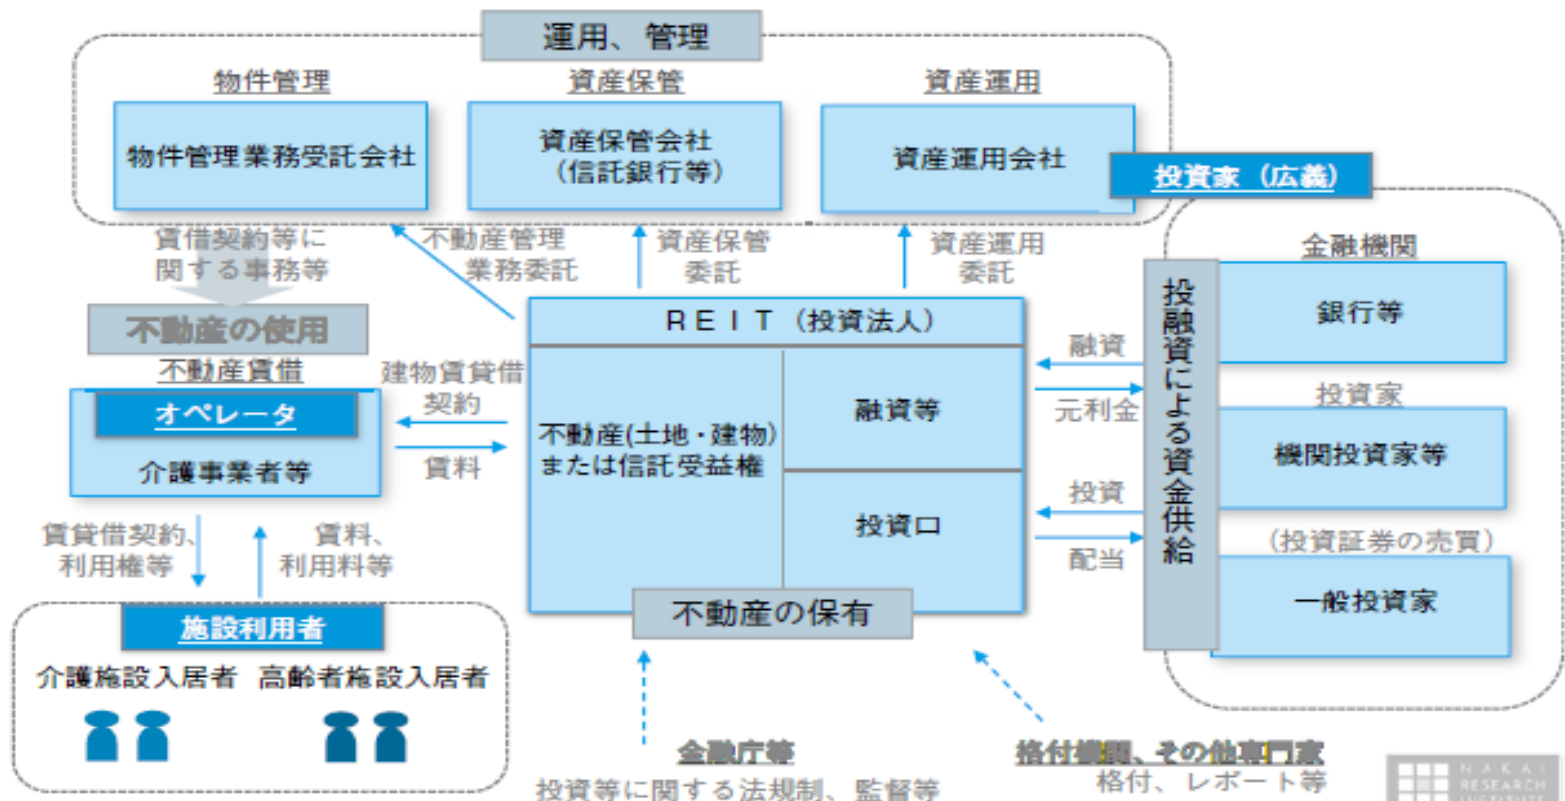 運用、管理
物件管理
資産保管
資産運用
物件管理業務受託会社
資産保管会社
（信託銀行等）
資産運用会社
投資家（広義）
賃借契約等に
関する事務等
不動産管理
業務委託
資産保管
委託
資産運用
委託
不動産の使用
不動産賃借
オペレータ
介護事業者等
建物賃貸借
契約
賃料
ＲＥＩＴ（投資法人）
不動産(土地・建物)
または信託受益権
融資等
投資口
不動産の保有
融資
元利金
投資
配当
投融資による資金供給
金融機関
銀行等
投資家
機関投資家等
（投資証券の売買）
一般投資家
賃貸借契約、
利用権等
賃料、
利用料等
施設利用者
介護施設入居者
高齢者施設入居者
金融庁等
投資等に関する法規制、監督等
格付機関、その他専門家
格付、レポート等
NAKAI
RESEARCH
INSTITUTE